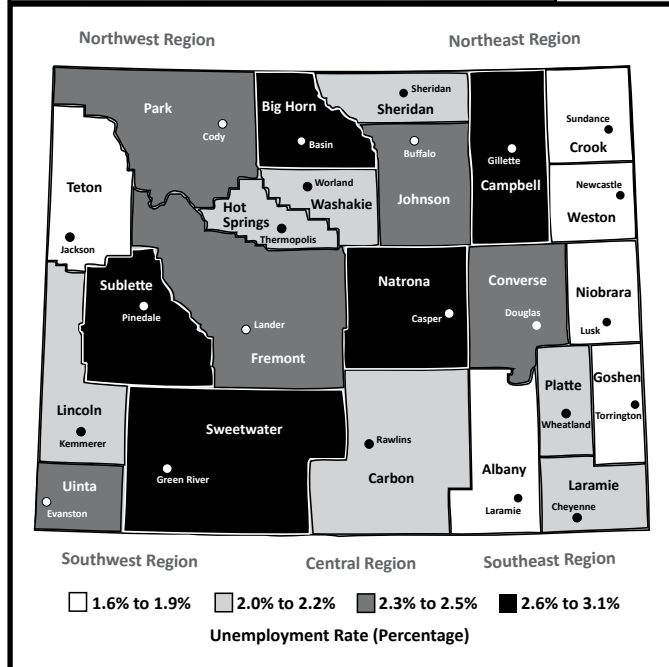 Northwest Region
Northeast Region
Park
Cody
Big Horn
Basin
Sheridan
Sheridan
Buffalo
Johnson
Gillette
Campbell
Sundance
Crook
Newcastle
Weston
Teton
Jackson
Hot
Springs
Thermopolis
Worland
Washakie
Sublette
Pinedale
Lander
Fremont
Natrona
Casper
Converse
Douglas
Niobrara
Lusk
Lincoln
Kemmerer
Sweetwater
Green River
Rawlins
Carbon
Platte
Wheatland
Goshen
Torrington
Albany
Laramie
Laramie
Cheyenne
Uinta
Evanston
Southwest Region
Central Region
Southeast Region
1.6% to 1.9%
2.0% to 2.2%
2.3% to 2.5%
2.6% to 3.1%
Unemployment Rate (Percentage)